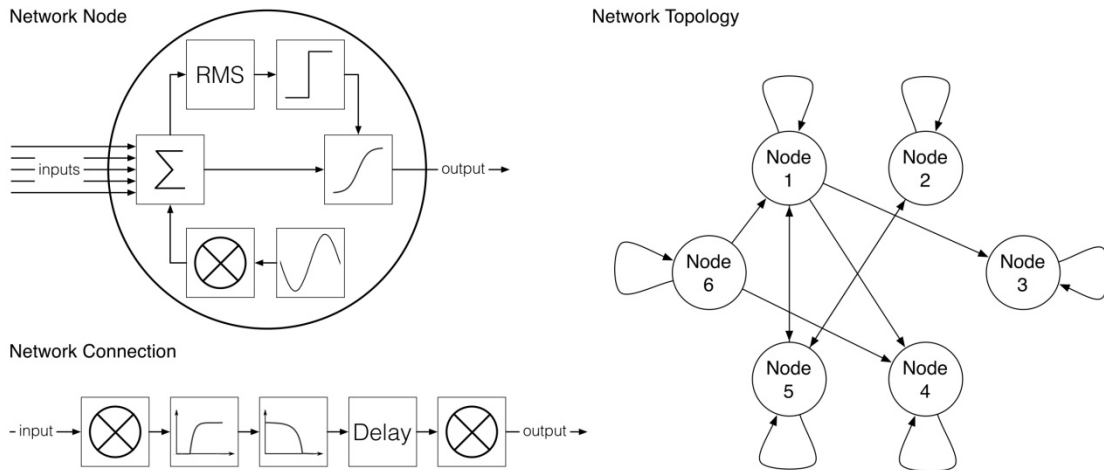 Network Node
Network Topology
RMS
inputs
Σ
output
Node
1
Node
2
Node
6
Node
3
Node
5
Node
4
Network Connection
input
Delay
output